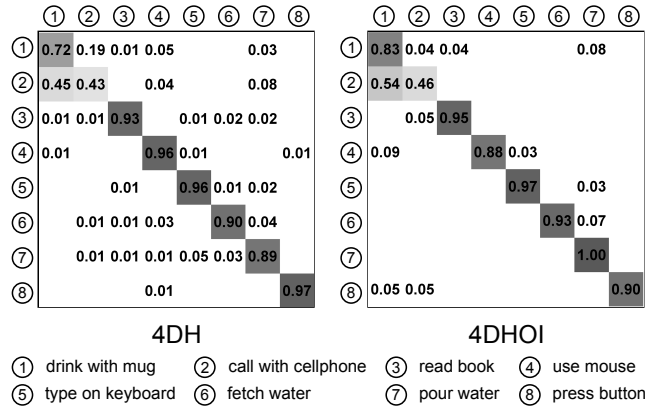 ① ② ③ ④ ⑤ ⑥ ⑦ ⑧ ① ② ③ ④ ⑤ ⑥ ⑦ ⑧
① 0.72 0.19 0.01 0.05 0.03 ① 0.83 0.04 0.04 0.08
② 0.45 0.43 0.04 0.08 ② 0.54 0.46
③ 0.01 0.01 0.93 0.01 0.02 0.02 ③ 0.05 0.95
④ 0.01 0.96 0.01 0.01 ④ 0.09 0.88 0.03
⑤ 0.01 0.96 0.01 0.02 ⑤ 0.97 0.03
⑥ 0.01 0.01 0.03 0.90 0.04 ⑥ 0.93 0.07
⑦ 0.01 0.01 0.01 0.05 0.03 0.89 ⑦ 1.00
⑧ 0.01 0.97 ⑧ 0.05 0.05 0.90
4DH 4DHOI
① drink with mug ② call with cellphone ③ read book ④ use mouse
⑤ type on keyboard ⑥ fetch water ⑦ pour water ⑧ press button